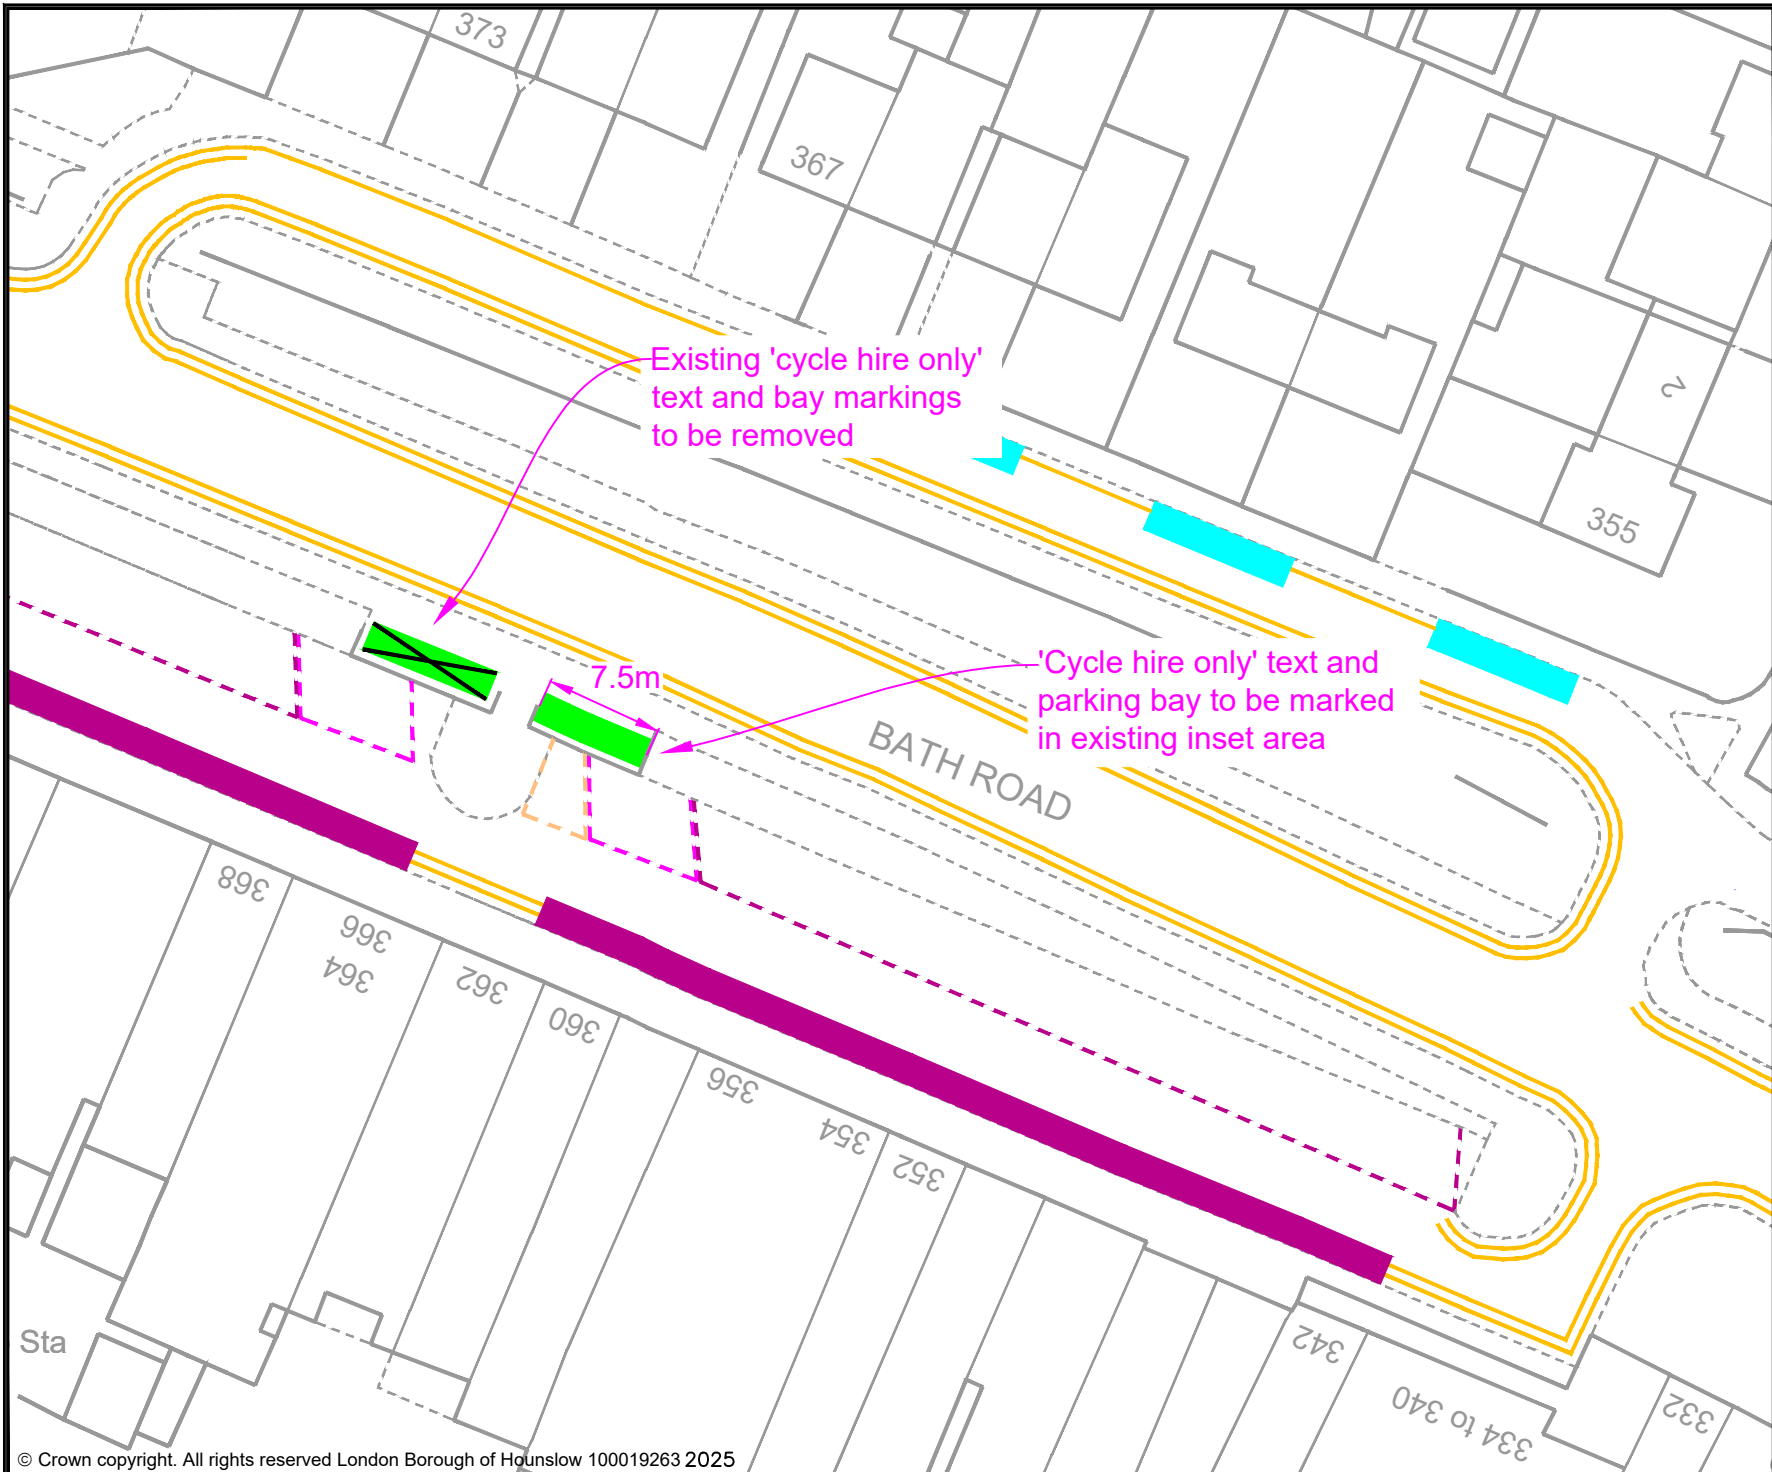 373
367
Existing 'cycle hire only'
text and bay markings
to be removed
2
355
7.5m
'Cycle hire only' text and
parking bay to be marked
in existing inset area
BATH ROAD
368
366
364
362
360
356
354
352
342
334 to 340
332
Sta
© Crown copyright. All rights reserved London Borough of Hounslow 100019263 2025